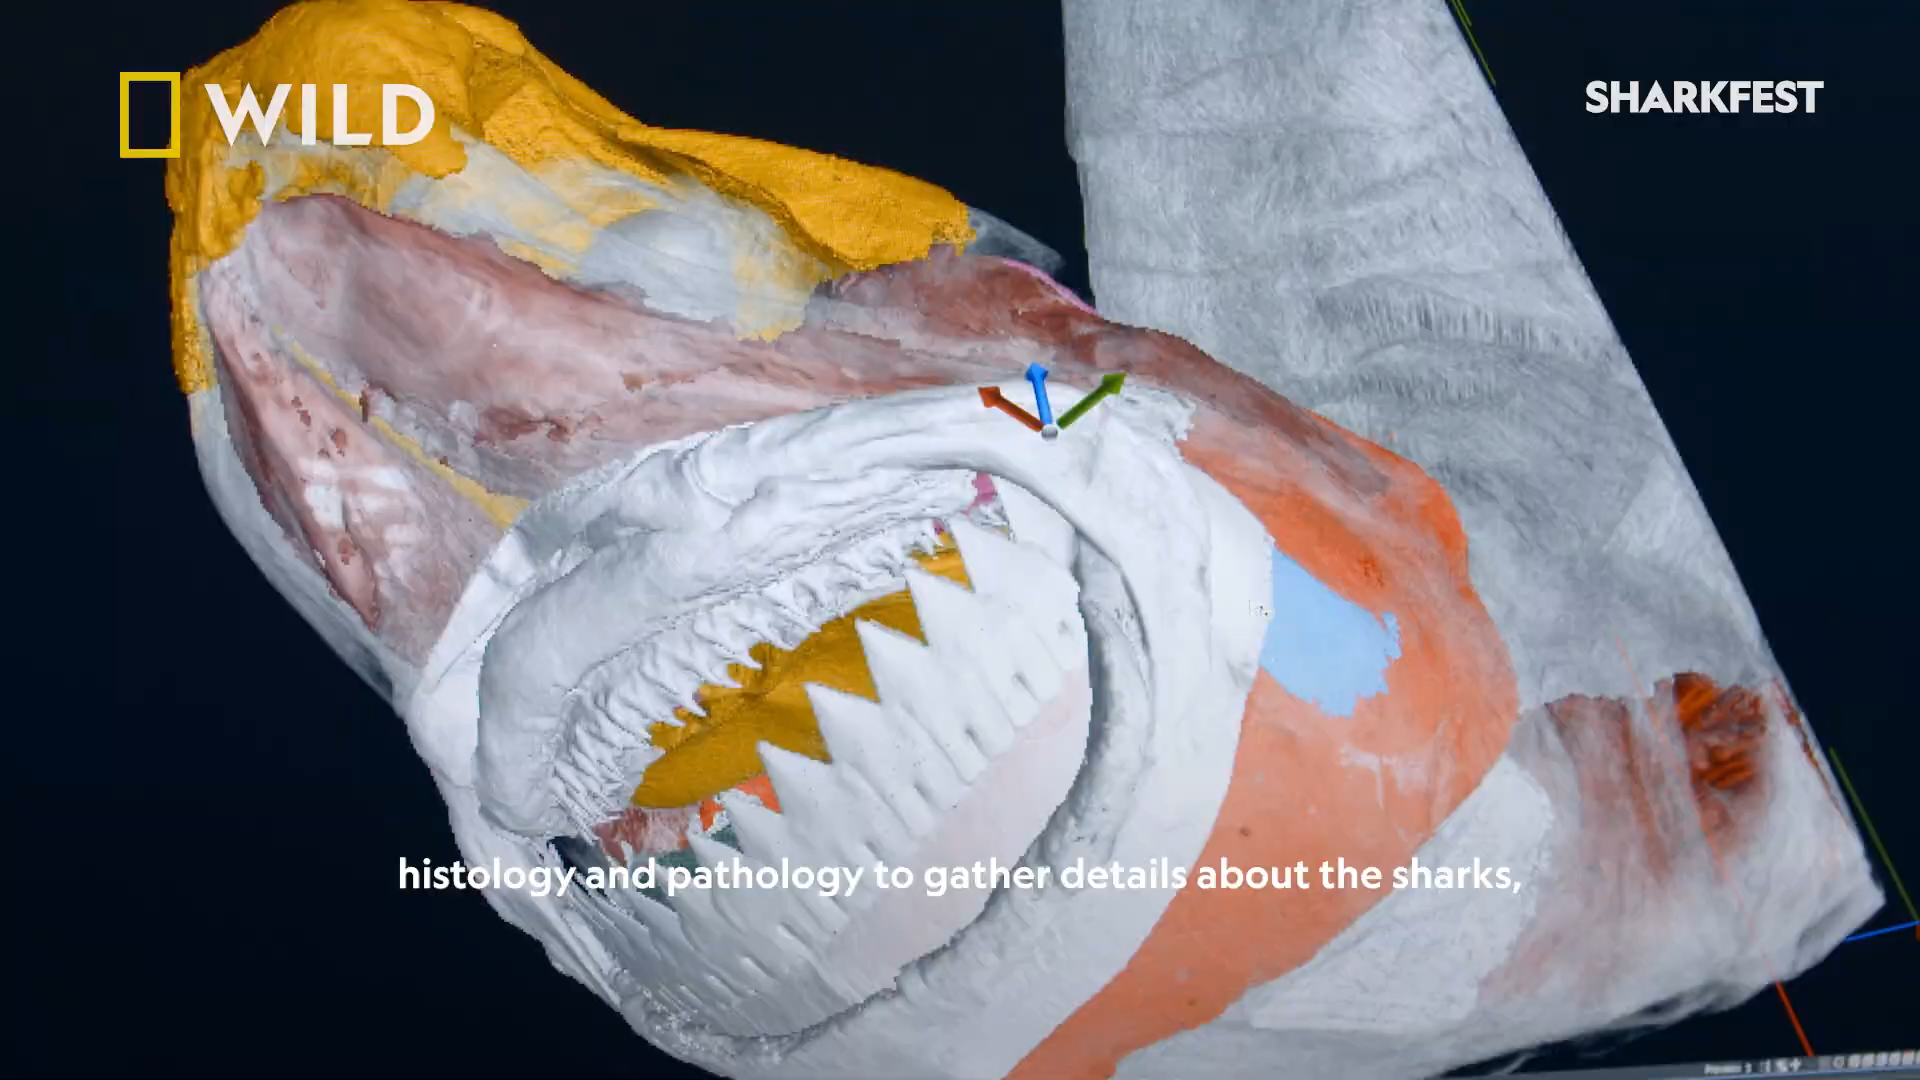 WILD
SHARKFEST
histology and pathology to gather details about the sharks,